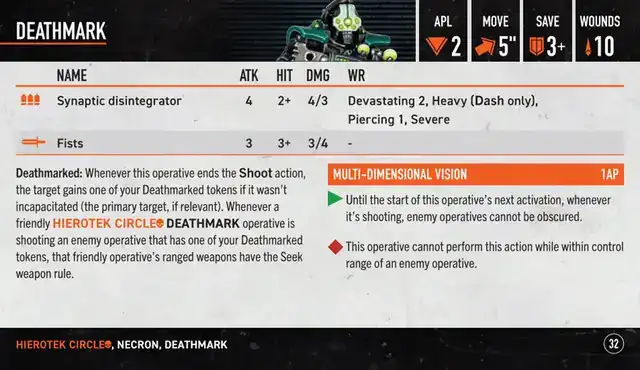 DEATHMARK
APL
2
MOVE
5"
SAVE
3+
WOUNDS
10
NAME ATK HIT DMG WR
Synaptic disintegrator 4 2+ 4/3 Devastating 2, Heavy (Dash only),
Piercing 1, Severe
Fists 3 3+ 3/4 -
Deathmarked: Whenever this operative ends the Shoot action,
the target gains one of your Deathmarked tokens if it wasn't
incapacitated (the primary target, if relevant). Whenever a
friendly HIEROTEK CIRCLE DEATHMARK operative is
shooting an enemy operative that has one of your Deathmarked
tokens, that friendly operative's ranged weapons have the Seek
weapon rule.
MULTI-DIMENSIONAL VISION 1AP
Until the start of this operative's next activation, whenever
it's shooting, enemy operatives cannot be obscured.
This operative cannot perform this action while within control
range of an enemy operative.
HIEROTEK CIRCLE, NECRON, DEATHMARK
32